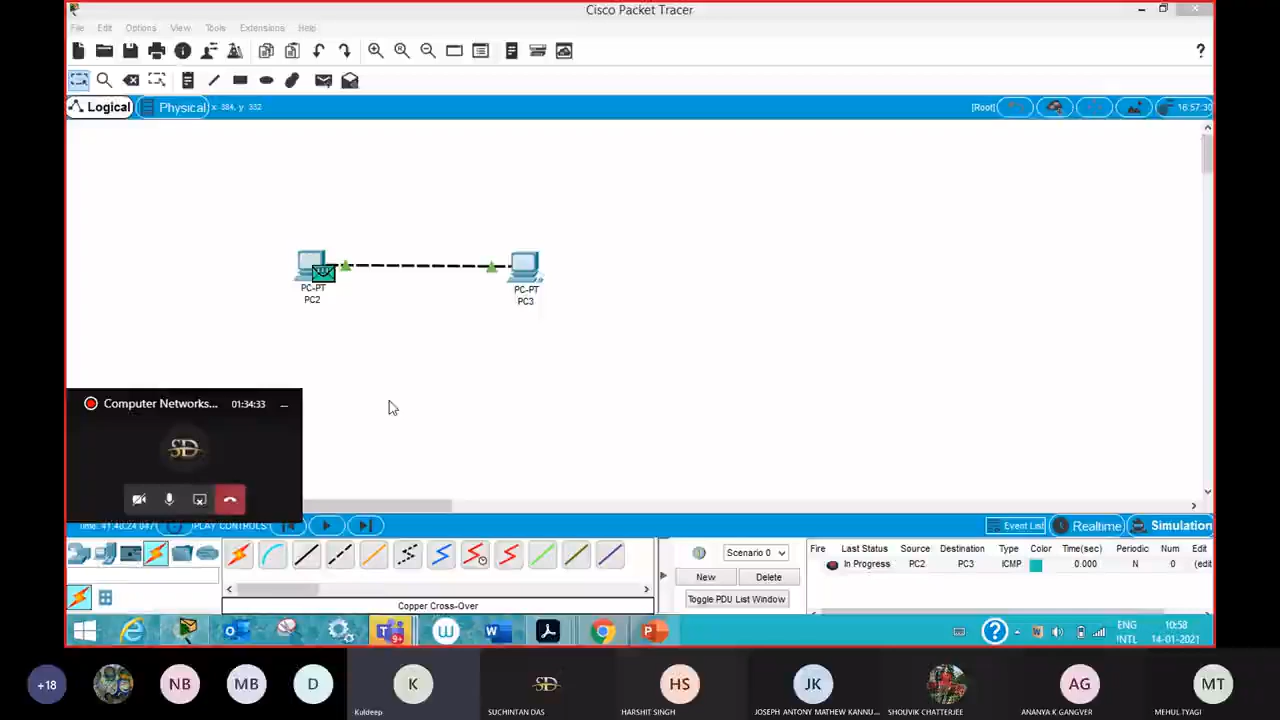 Cisco Packet Tracer
File Edit Options View Tools Extensions Help
?
Logical Physical x: 384, y: 332 [Root] 16:57:30
PC-PT PC-PT
PC2 PC3
Computer Networks... 01:34:33
SD
PLAY CONTROLS Event List Realtime Simulation
Scenario 0
New Delete
Toggle PDU List Window
Fire Last Status Source Destination Type Color Time(sec) Periodic Num Edit
In Progress PC2 PC3 ICMP 0.000 N 0 (edit
Copper Cross-Over
9+
ENG 10:58
INTL 14-01-2021
+18 NB MB D K SD HS JK AG MT
Kuldeep SUCHINTAN DAS HARSHIT SINGH JOSEPH ANTONY MATHEW KANNU... SHOUVIK CHATTERJEE ANANYA K GANGVER MEHUL TYAGI